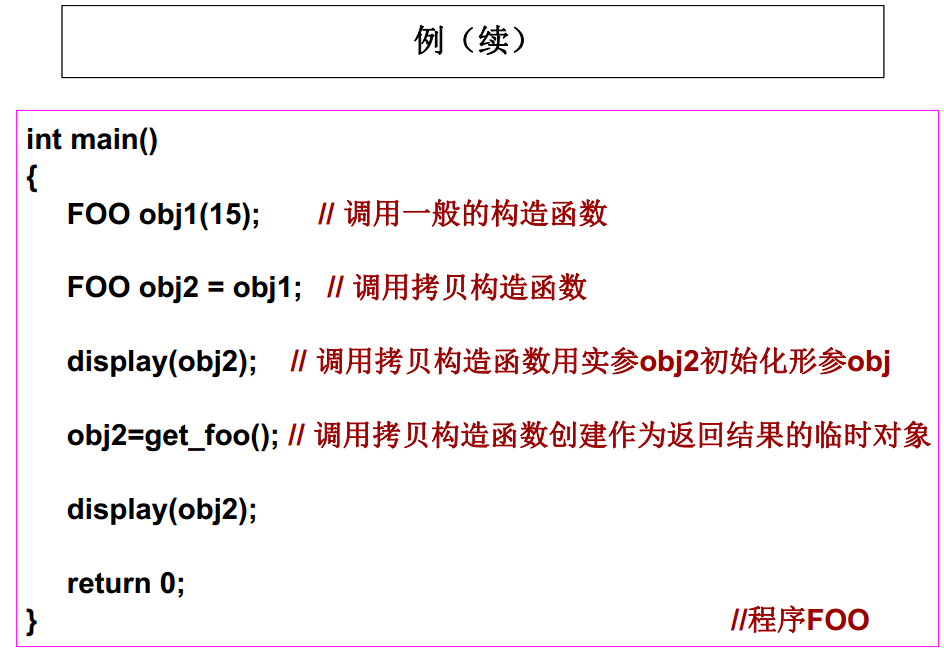 例（续）
int main()
{
FOO obj1(15); // 调用一般的构造函数
FOO obj2 = obj1; // 调用拷贝构造函数
display(obj2); // 调用拷贝构造函数用实参obj2初始化形参obj
obj2=get_foo(); // 调用拷贝构造函数创建作为返回结果的临时对象
display(obj2);
return 0;
} //程序FOO